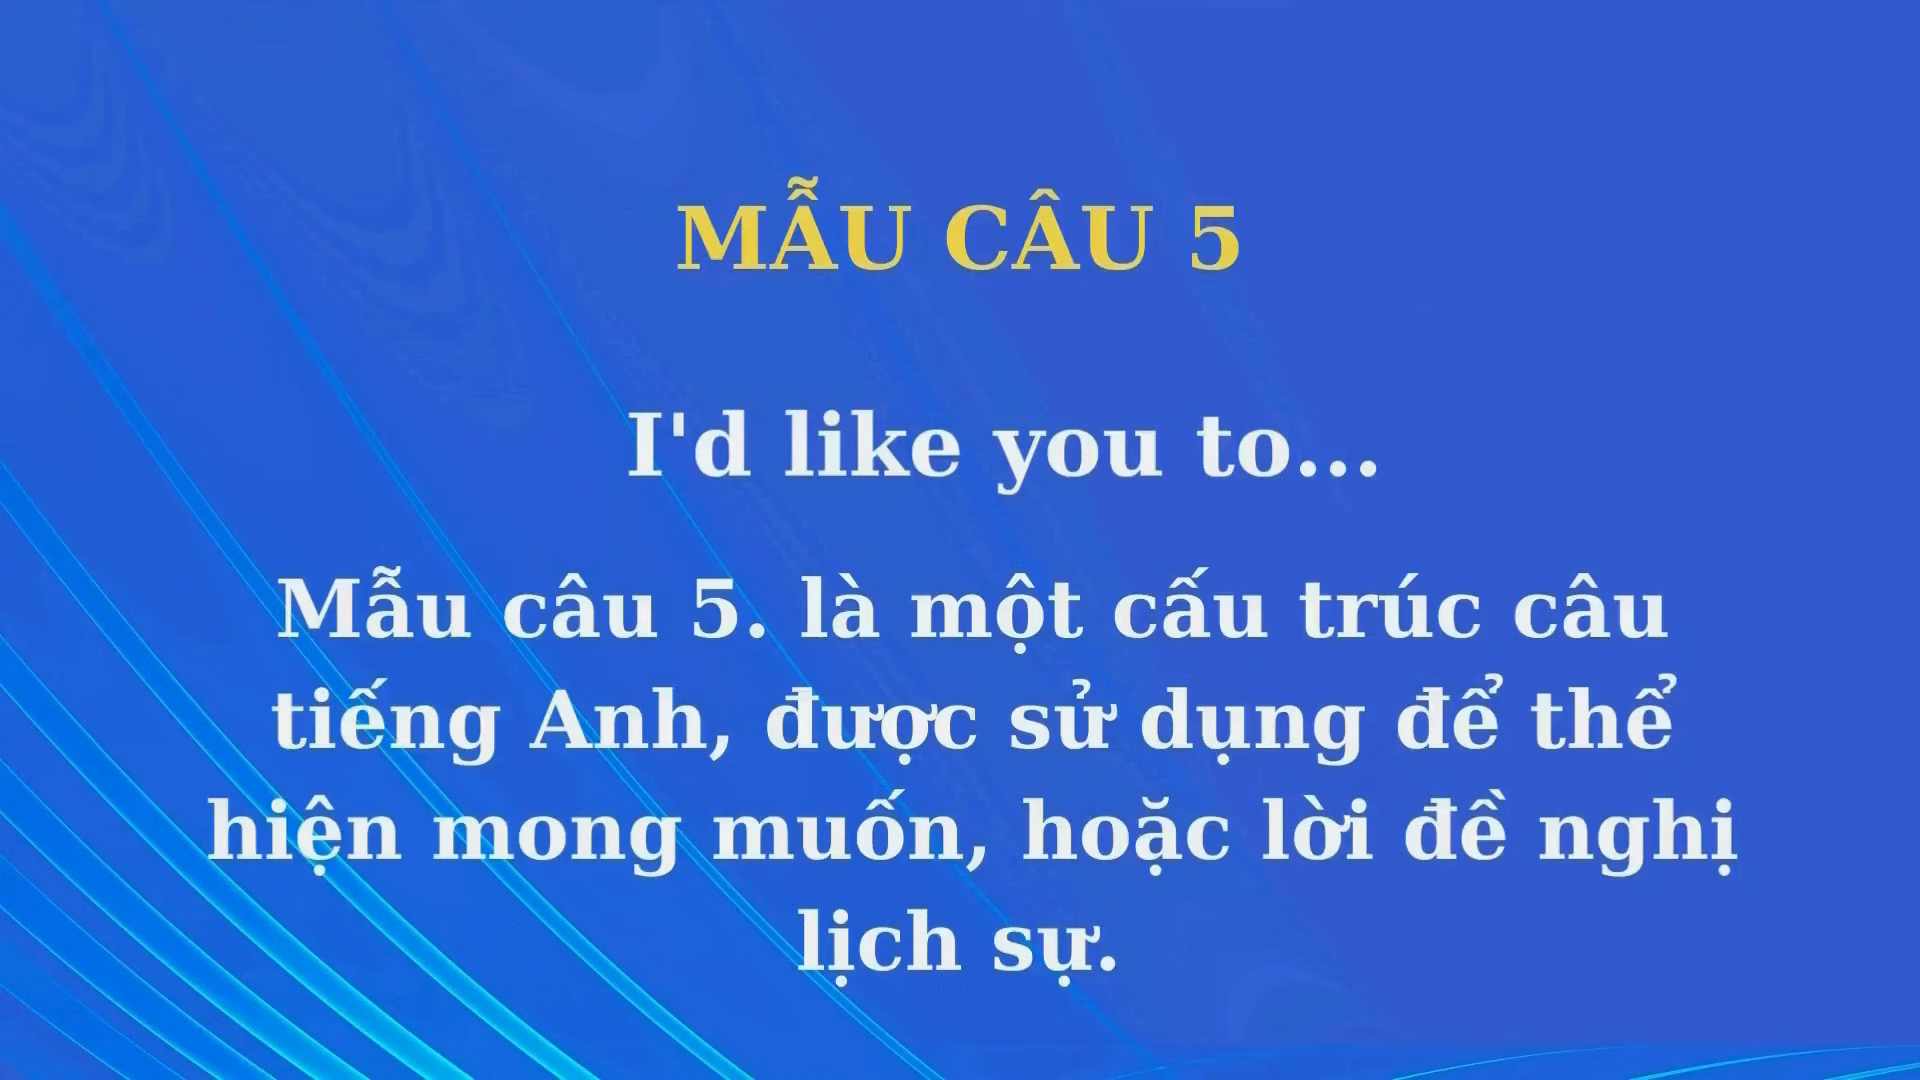 MẪU CÂU 5
I'd like you to...
Mẫu câu 5. là một cấu trúc câu
tiếng Anh, được sử dụng để thể
hiện mong muốn, hoặc lời đề nghị
lịch sự.